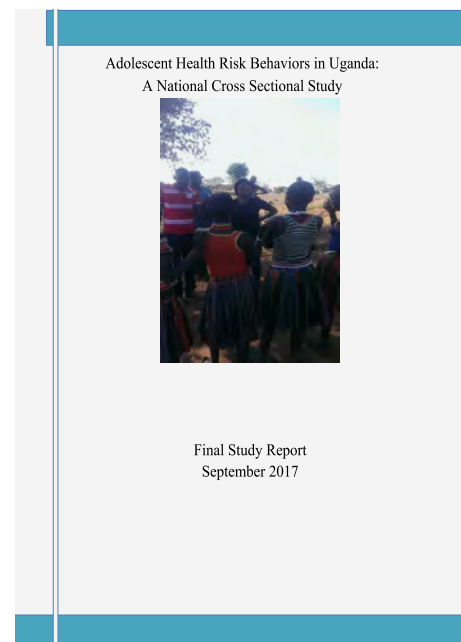 Adolescent Health Risk Behaviors in Uganda:
A National Cross Sectional Study
Final Study Report
September 2017